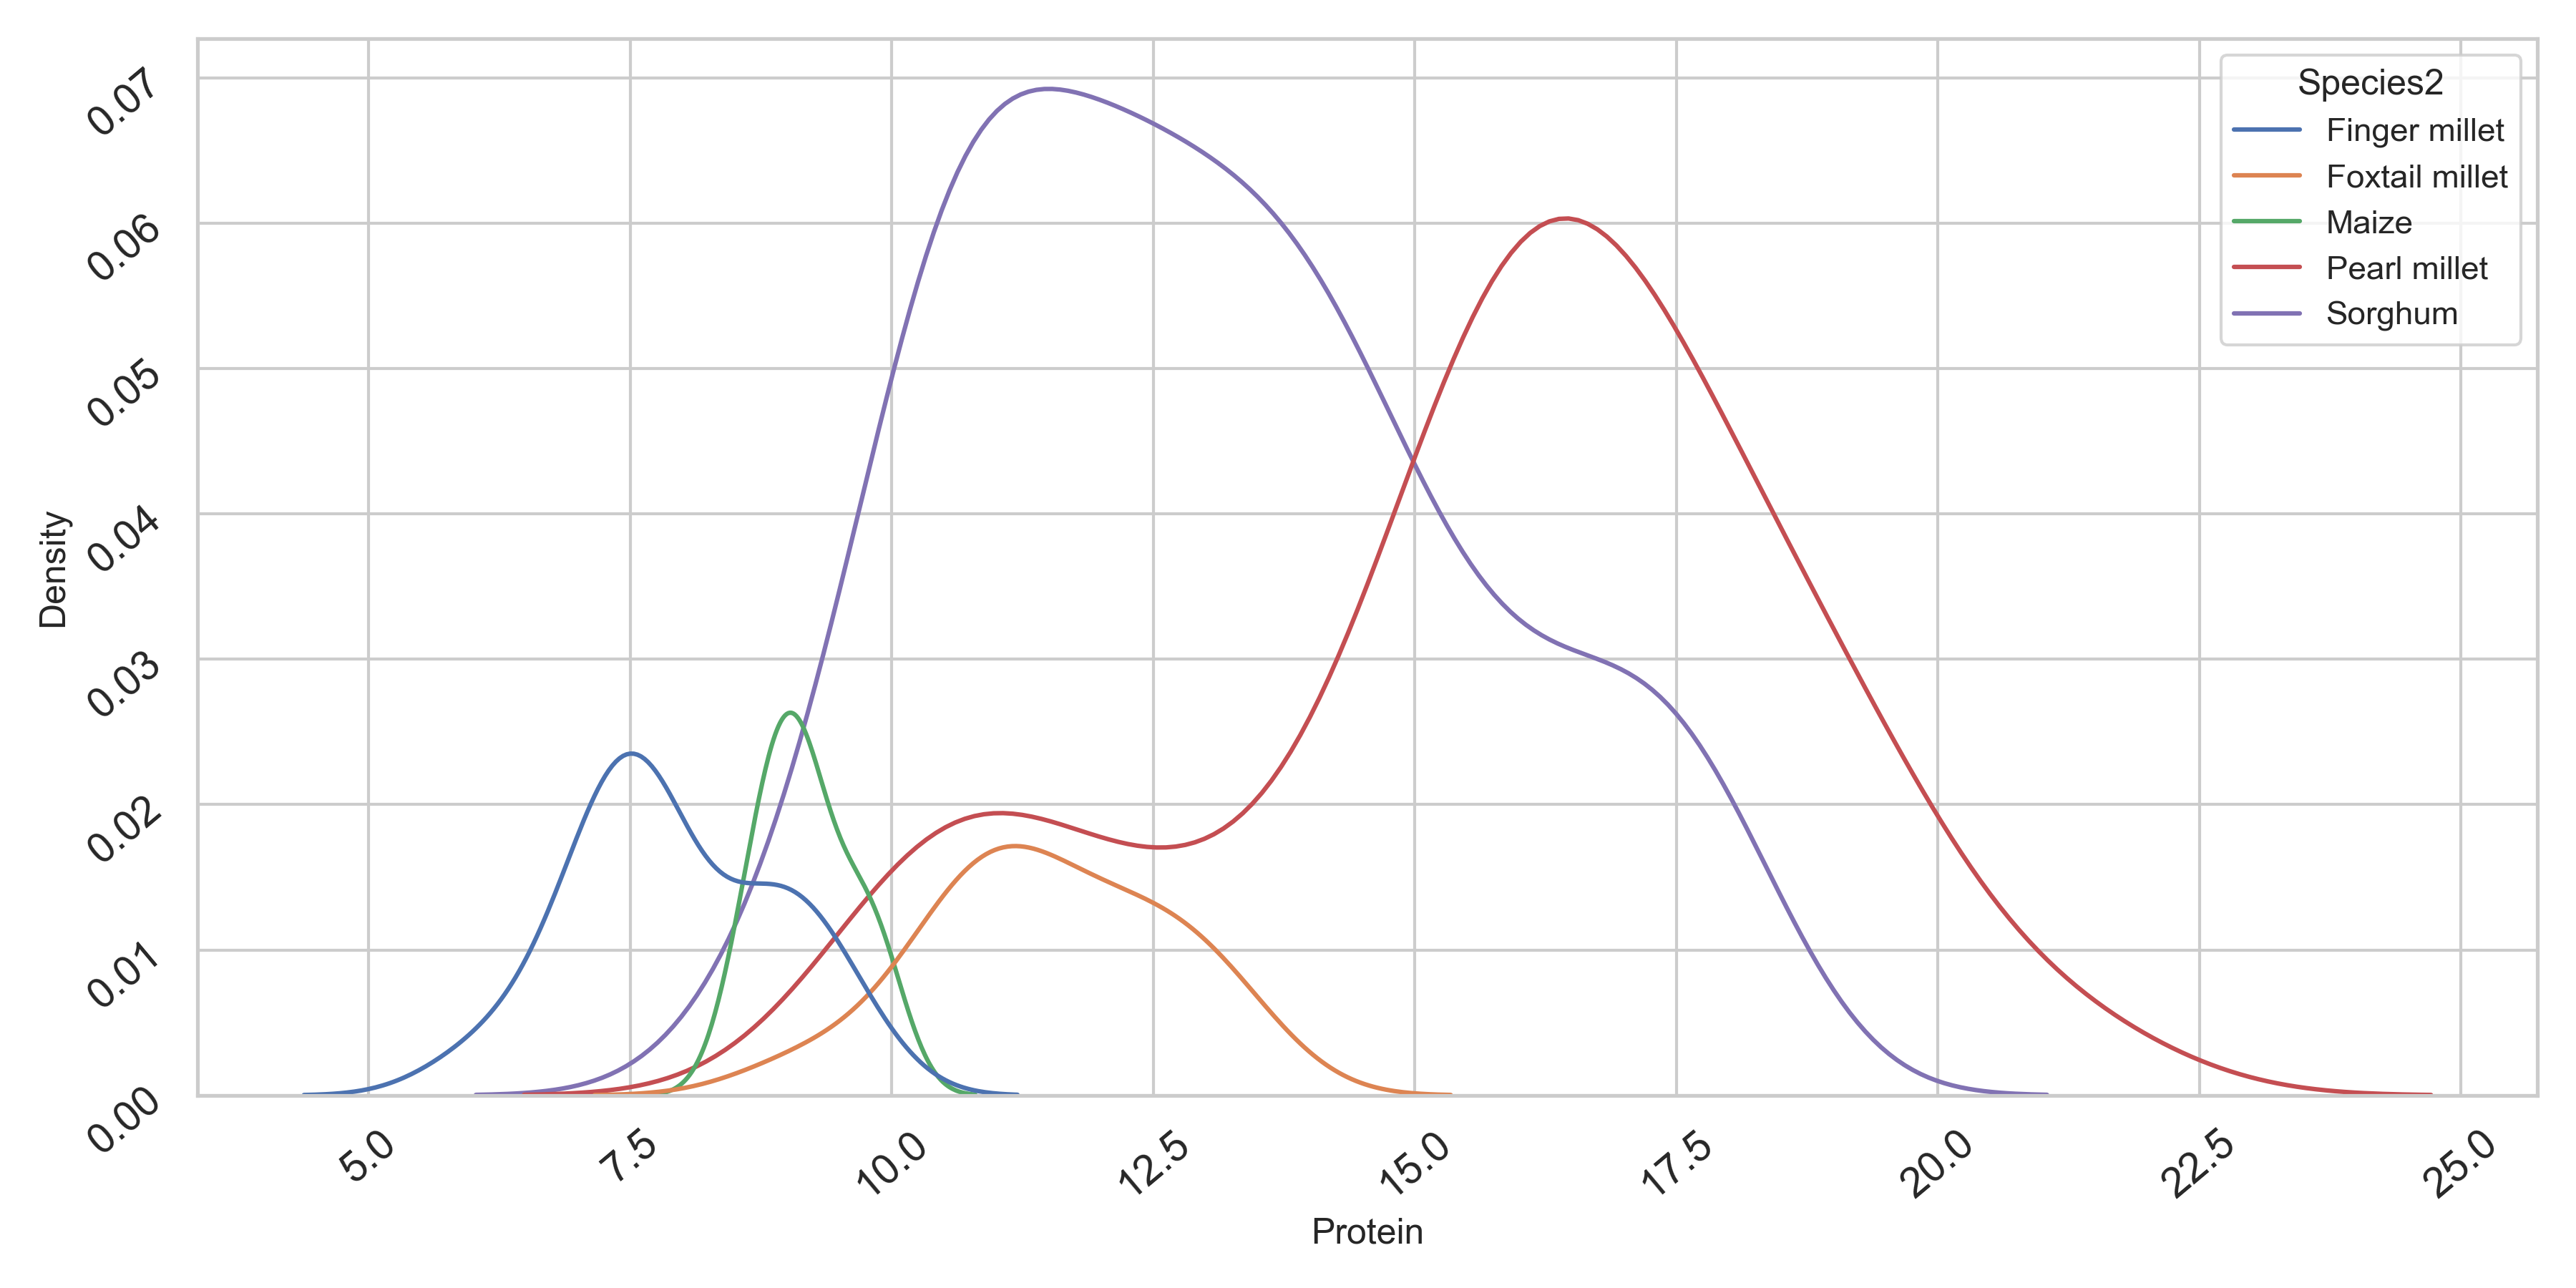 Species2
Finger millet
Foxtail millet
Maize
Pearl millet
Sorghum
Density
0.07
0.06
0.05
0.04
0.03
0.02
0.01
0.00
5.0 7.5 10.0 12.5 15.0 17.5 20.0 22.5 25.0
Protein